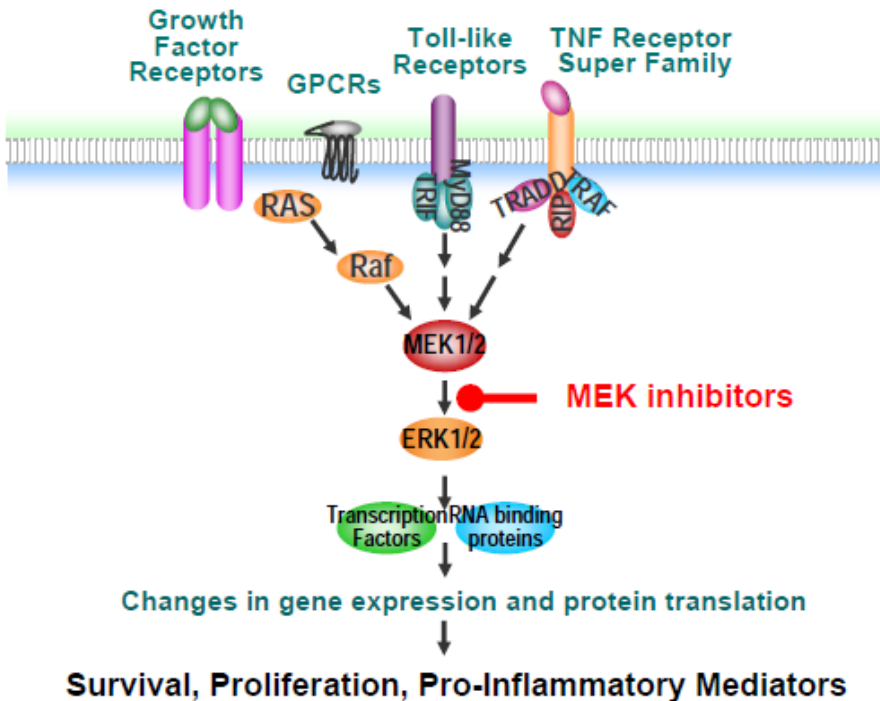 Growth
Factor
Receptors
GPCRs
Toll-like
Receptors
TNF Receptor
Super Family
RAS
Raf
TRIF
MyD88
TRADD
RIP
TRAF
MEK1/2
MEK inhibitors
ERK1/2
Transcription
Factors
RNA binding
proteins
Changes in gene expression and protein translation
Survival, Proliferation, Pro-Inflammatory Mediators